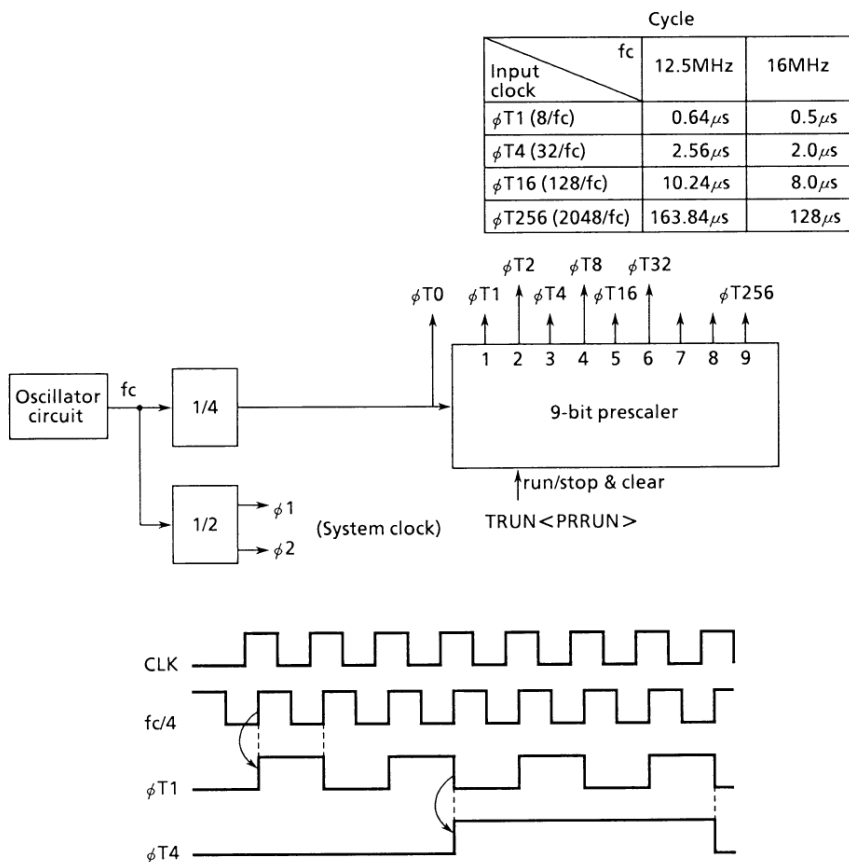 Cycle
fc
Input
clock
12.5MHz 16MHz
φT1 (8/fc) 0.64μs 0.5μs
φT4 (32/fc) 2.56μs 2.0μs
φT16 (128/fc) 10.24μs 8.0μs
φT256 (2048/fc) 163.84μs 128μs
φT2 φT8 φT32
φT0 φT1 φT4 φT16 φT256
1 2 3 4 5 6 7 8 9
Oscillator
circuit
fc
1/4
9-bit prescaler
run/stop & clear
TRUN<PRRUN>
1/2
φ1
φ2
(System clock)
CLK
fc/4
φT1
φT4